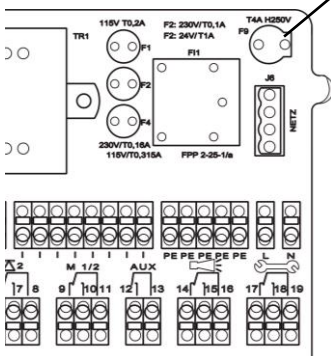 115V T0,2A
F2: 230V/T0,1A
F2: 24V/T1A
T4A H250V
TR1
F1
FI1
F9
J6
F2
NETZ
F4
230V/T0,16A
115V/T0,315A
FPP 2-25-1/a
I I I I I I I PE PE PE PE PE L N
2 M 1/2 AUX
7 8 9 10 11 12 13 14 15 16 17 18 19